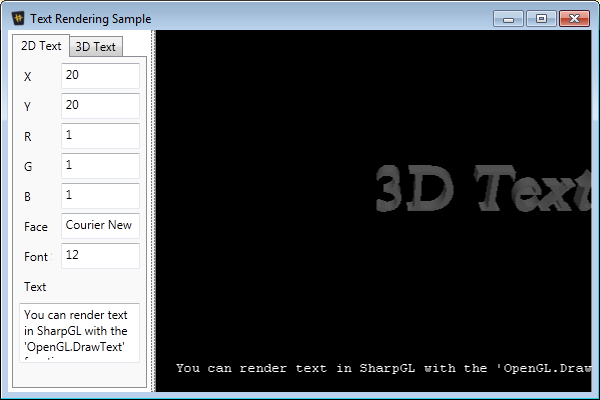 Text Rendering Sample
2D Text
3D Text
X
20
Y
20
R
1
G
1
B
1
Face
Courier New
Font
12
Text
You can render text
in SharpGL with the
'OpenGL.DrawText'
3D Text
You can render text in SharpGL with the 'OpenGL.Draw